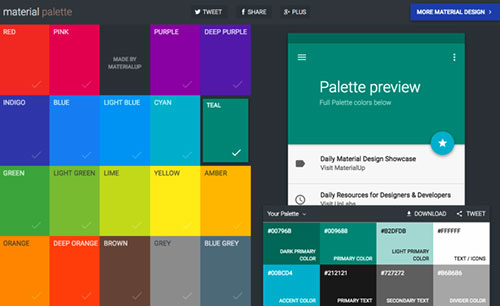 material palette
TWEET
SHARE
PLUS
MORE MATERIAL DESIGN
RED
PINK
MADE BY
MATERIALUP
PURPLE
DEEP PURPLE
INDIGO
BLUE
LIGHT BLUE
CYAN
TEAL
GREEN
LIGHT GREEN
LIME
YELLOW
AMBER
ORANGE
DEEP ORANGE
BROWN
GREY
BLUE GREY
Palette preview
Full Palette colors below
Daily Material Design Showcase
Visit MaterialUp
Daily Resources for Designers & Developers
Visit UpLabs
Your Palette
DOWNLOAD
TWEET
#00796B
DARK PRIMARY
COLOR
#009688
PRIMARY COLOR
#B2DFDB
LIGHT PRIMARY
COLOR
#FFFFFF
TEXT / ICONS
#00BCD4
ACCENT COLOR
#212121
PRIMARY TEXT
#727272
SECONDARY TEXT
#B6B6B6
DIVIDER COLOR